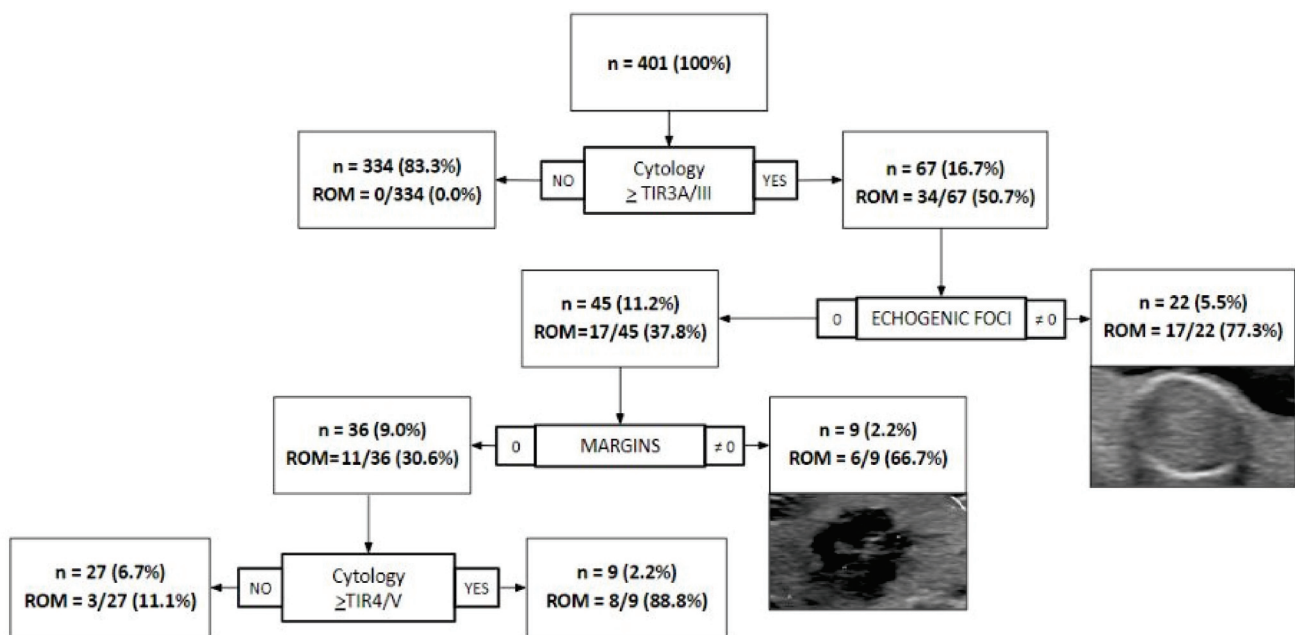 n = 401 (100%)
n = 334 (83.3%)
ROM = 0/334 (0.0%)
NO
Cytology
≥ TIR3A/III
YES
n = 67 (16.7%)
ROM = 34/67 (50.7%)
n = 45 (11.2%)
ROM=17/45 (37.8%)
0
ECHOGENIC FOCI
≠ 0
n = 22 (5.5%)
ROM = 17/22 (77.3%)
n = 36 (9.0%)
ROM=11/36 (30.6%)
0
MARGINS
≠ 0
n = 9 (2.2%)
ROM = 6/9 (66.7%)
n = 27 (6.7%)
ROM = 3/27 (11.1%)
NO
Cytology
≥TIR4/V
YES
n = 9 (2.2%)
ROM = 8/9 (88.8%)